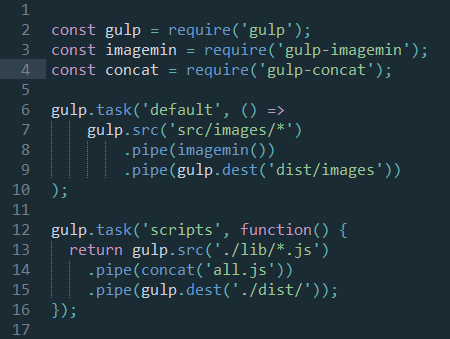 1
2 const gulp = require('gulp');
3 const imagemin = require('gulp-imagemin');
4 const concat = require('gulp-concat');
5
6 gulp.task('default', () =>
7     gulp.src('src/images/*')
8         .pipe(imagemin())
9         .pipe(gulp.dest('dist/images'))
10 );
11
12 gulp.task('scripts', function() {
13   return gulp.src('./lib/*.js')
14     .pipe(concat('all.js'))
15     .pipe(gulp.dest('./dist/'));
16 });
17